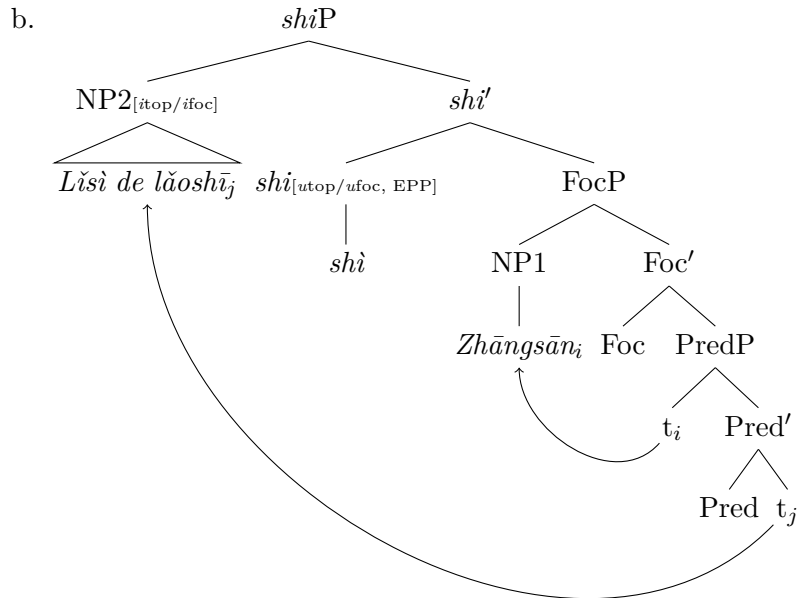 b.
shiP
NP2[itop/ifoc] shi′
Lǐsì de lǎoshī_j shi[utop/ufoc, EPP] FocP
shì NP1 Foc′
Zhāngsān_i Foc PredP
t_i Pred′
Pred t_j